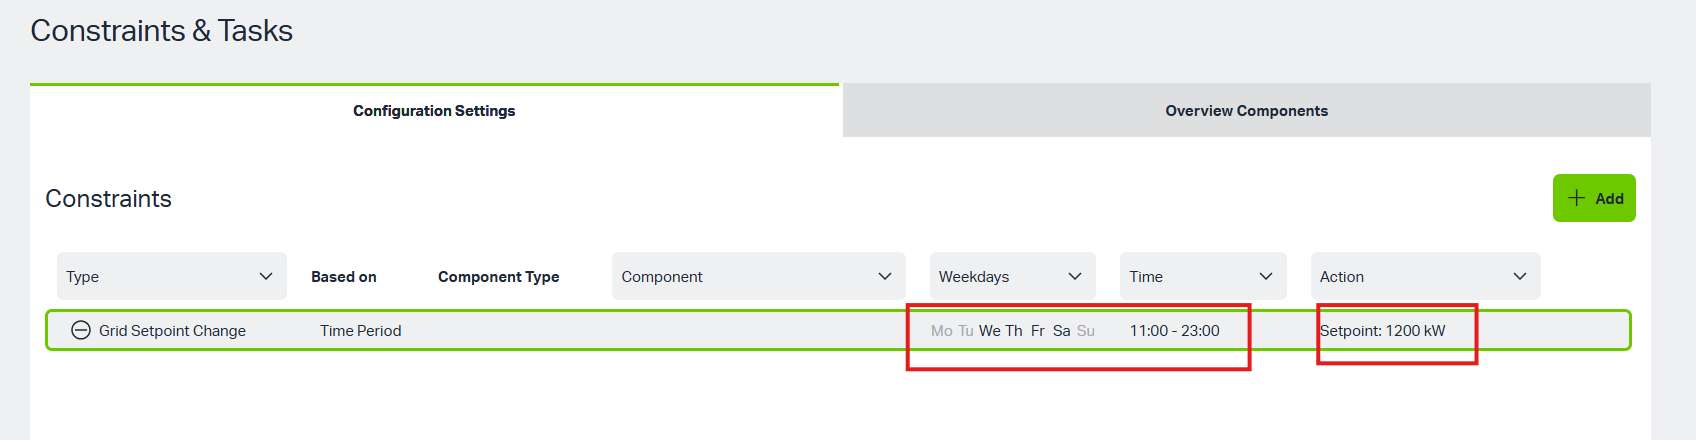 Constraints & Tasks
Configuration Settings
Overview Components
Constraints
Add
Type Based on Component Type Component Weekdays Time Action
Grid Setpoint Change Time Period Mo Tu We Th Fr Sa Su 11:00 - 23:00 Setpoint: 1200 kW